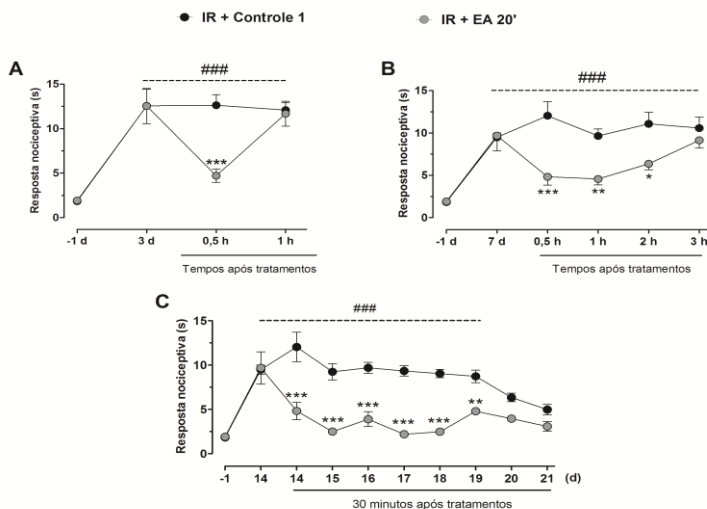 IR + Controle 1
IR + EA 20'
A
###
Resposta nociceptiva (s)
15
10
5
0
***
-1 d
3 d
0,5 h
1 h
Tempos após tratamentos
B
###
Resposta nociceptiva (s)
15
10
5
0
***
**
*
-1 d
7 d
0,5 h
1 h
2 h
3 h
Tempos após tratamentos
C
###
Resposta nociceptiva (s)
15
10
5
0
***
***
***
***
***
**
-1
14
14
15
16
17
18
19
20
21
(d)
30 minutos após tratamentos